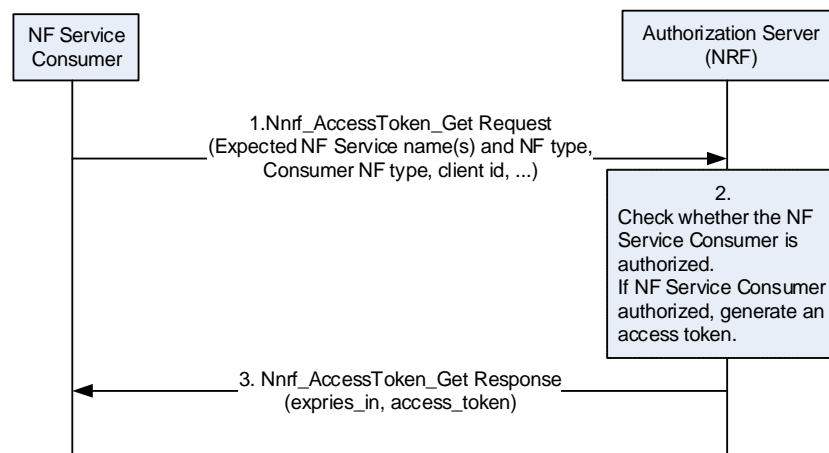 NF Service
Consumer
Authorization Server
(NRF)
1.Nnrf_AccessToken_Get Request
(Expected NF Service name(s) and NF type,
Consumer NF type, client id, ...)
2.
Check whether the NF
Service Consumer is
authorized.
If NF Service Consumer
authorized, generate an
access token.
3. Nnrf_AccessToken_Get Response
(expries_in, access_token)